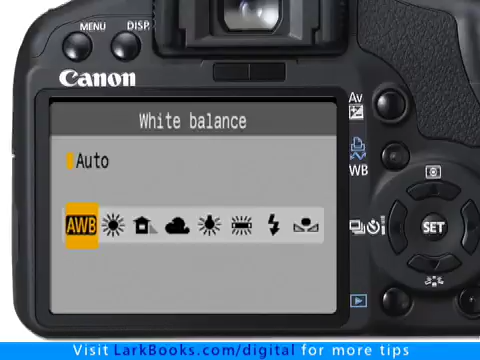 MENU DISP.
Canon
White balance
Auto
AWB
Av
WB
SET
Visit LarkBooks.com/digital for more tips